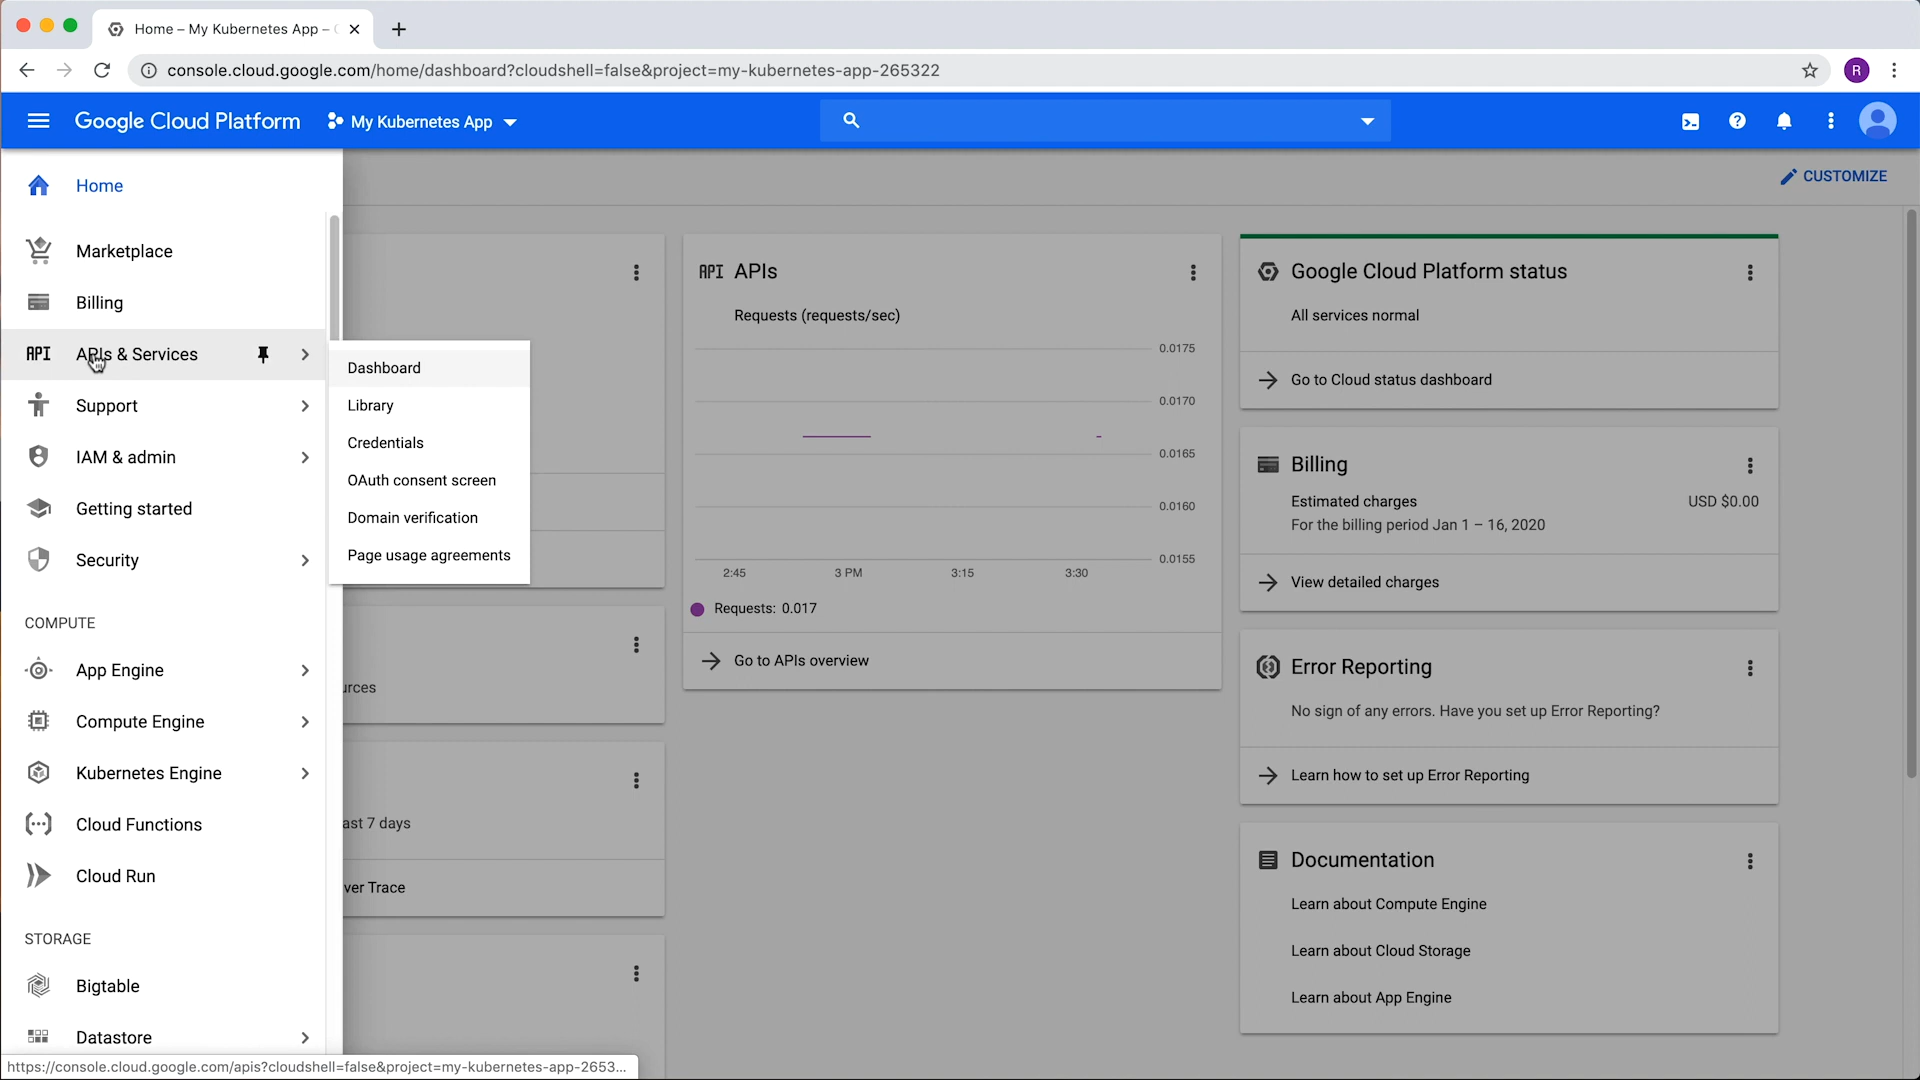 Home – My Kubernetes App –
console.cloud.google.com/home/dashboard?cloudshell=false&project=my-kubernetes-app-265322
R
Google Cloud Platform
My Kubernetes App
CUSTOMIZE
Home
Marketplace
Billing
API APIs & Services
Support
IAM & admin
Getting started
Security
COMPUTE
App Engine
Compute Engine
Kubernetes Engine
Cloud Functions
Cloud Run
STORAGE
Bigtable
Datastore
https://console.cloud.google.com/apis?cloudshell=false&project=my-kubernetes-app-2653...
Dashboard
Library
Credentials
OAuth consent screen
Domain verification
Page usage agreements
urces
ast 7 days
ver Trace
API APIs
Requests (requests/sec)
0.0175
0.0170
0.0165
0.0160
0.0155
2:45 3 PM 3:15 3:30
Requests: 0.017
Go to APIs overview
Google Cloud Platform status
All services normal
Go to Cloud status dashboard
Billing
Estimated charges USD $0.00
For the billing period Jan 1 – 16, 2020
View detailed charges
Error Reporting
No sign of any errors. Have you set up Error Reporting?
Learn how to set up Error Reporting
Documentation
Learn about Compute Engine
Learn about Cloud Storage
Learn about App Engine